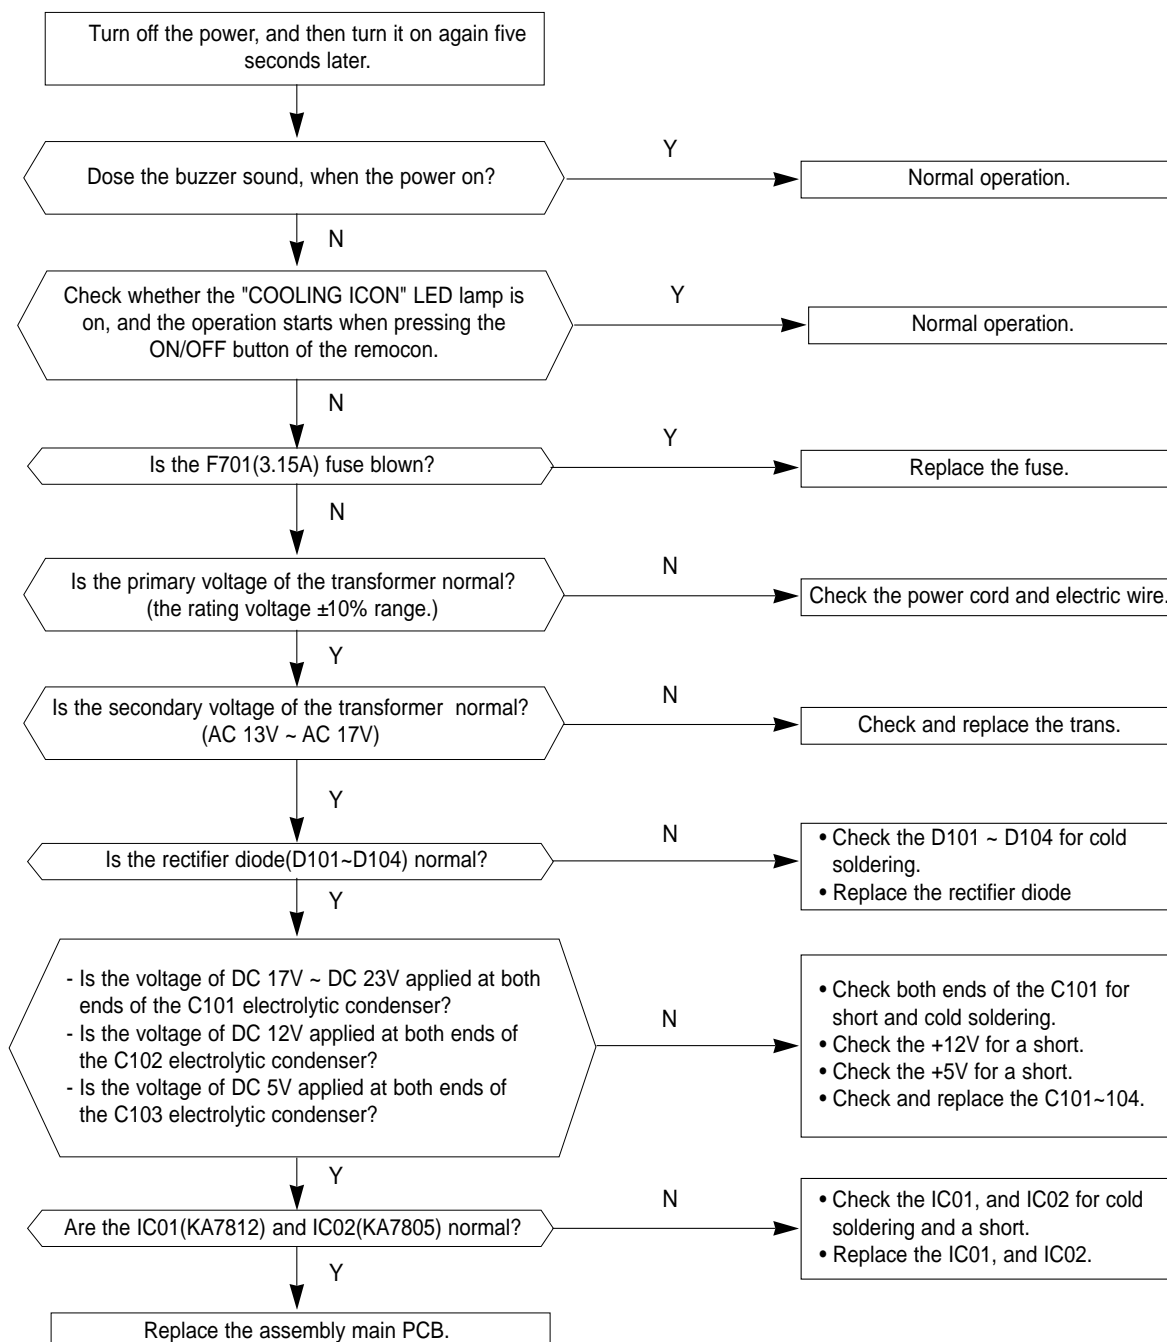 Turn off the power, and then turn it on again five
seconds later.
Dose the buzzer sound, when the power on?
Y
Normal operation.
N
Check whether the "COOLING ICON" LED lamp is
on, and the operation starts when pressing the
ON/OFF button of the remocon.
Y
Normal operation.
N
Is the F701(3.15A) fuse blown?
Y
Replace the fuse.
N
Is the primary voltage of the transformer normal?
(the rating voltage ±10% range.)
N
Check the power cord and electric wire.
Y
Is the secondary voltage of the transformer  normal?
(AC 13V ~ AC 17V)
N
Check and replace the trans.
Y
Is the rectifier diode(D101~D104) normal?
N
• Check the D101 ~ D104 for cold
soldering.
• Replace the rectifier diode
Y
- Is the voltage of DC 17V ~ DC 23V applied at both
ends of the C101 electrolytic condenser?
- Is the voltage of DC 12V applied at both ends of
the C102 electrolytic condenser?
- Is the voltage of DC 5V applied at both ends of
the C103 electrolytic condenser?
N
• Check both ends of the C101 for
short and cold soldering.
• Check the +12V for a short.
• Check the +5V for a short.
• Check and replace the C101~104.
Y
Are the IC01(KA7812) and IC02(KA7805) normal?
N
• Check the IC01, and IC02 for cold
soldering and a short.
• Replace the IC01, and IC02.
Y
Replace the assembly main PCB.